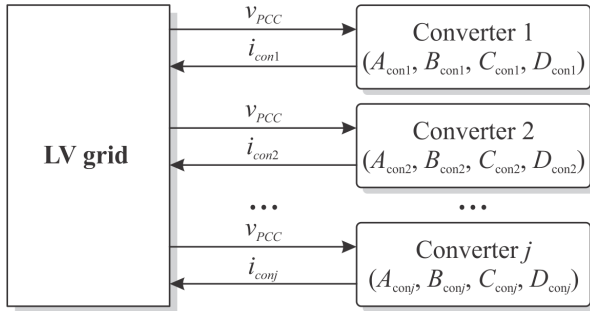 LV grid
v_PCC
i_con1
Converter 1
(A_con1, B_con1, C_con1, D_con1)
v_PCC
i_con2
Converter 2
(A_con2, B_con2, C_con2, D_con2)
... ...
v_PCC
i_conj
Converter j
(A_conj, B_conj, C_conj, D_conj)